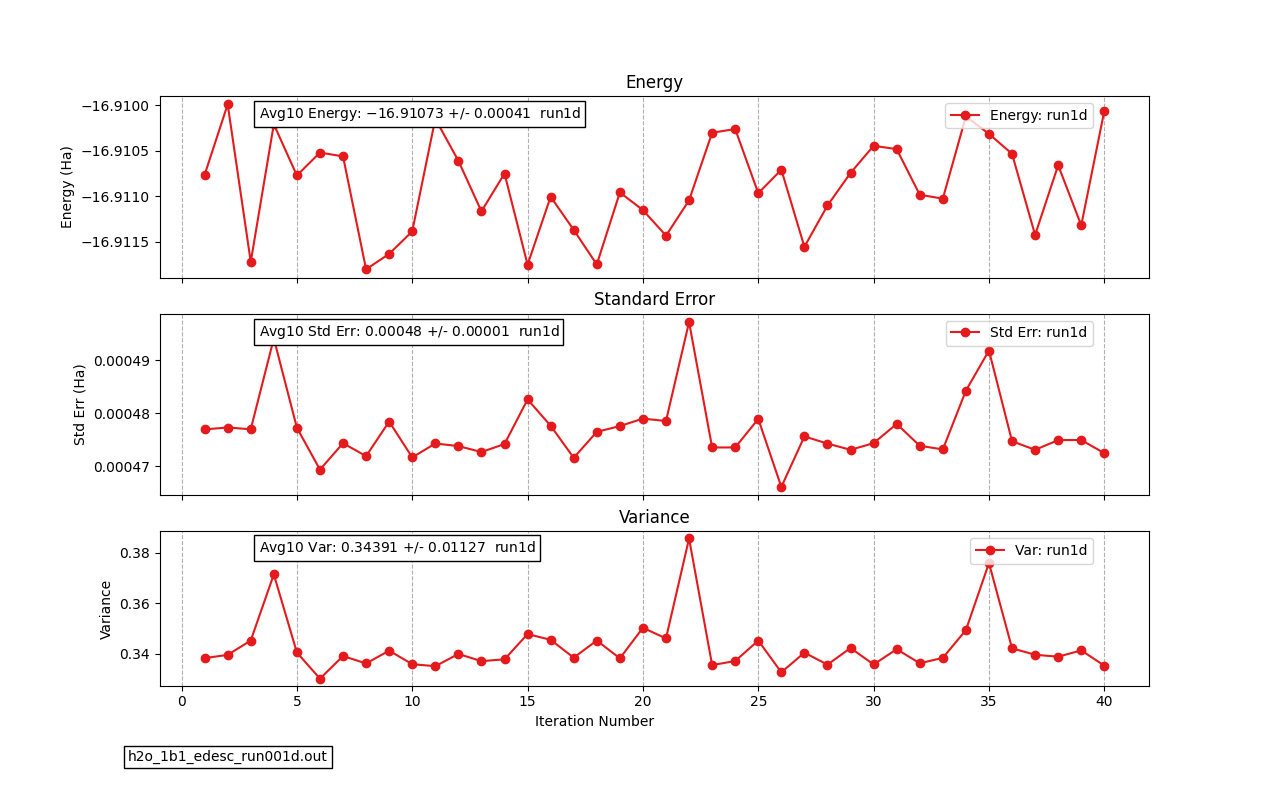 Energy
Avg10 Energy: −16.91073 +/- 0.00041 run1d
Energy: run1d
−16.9100
−16.9105
−16.9110
−16.9115
Energy (Ha)
Standard Error
Avg10 Std Err: 0.00048 +/- 0.00001 run1d
Std Err: run1d
0.00049
0.00048
0.00047
Std Err (Ha)
Variance
Avg10 Var: 0.34391 +/- 0.01127 run1d
Var: run1d
0.38
0.36
0.34
Variance
0 5 10 15 20 25 30 35 40
Iteration Number
h2o_1b1_edesc_run001d.out